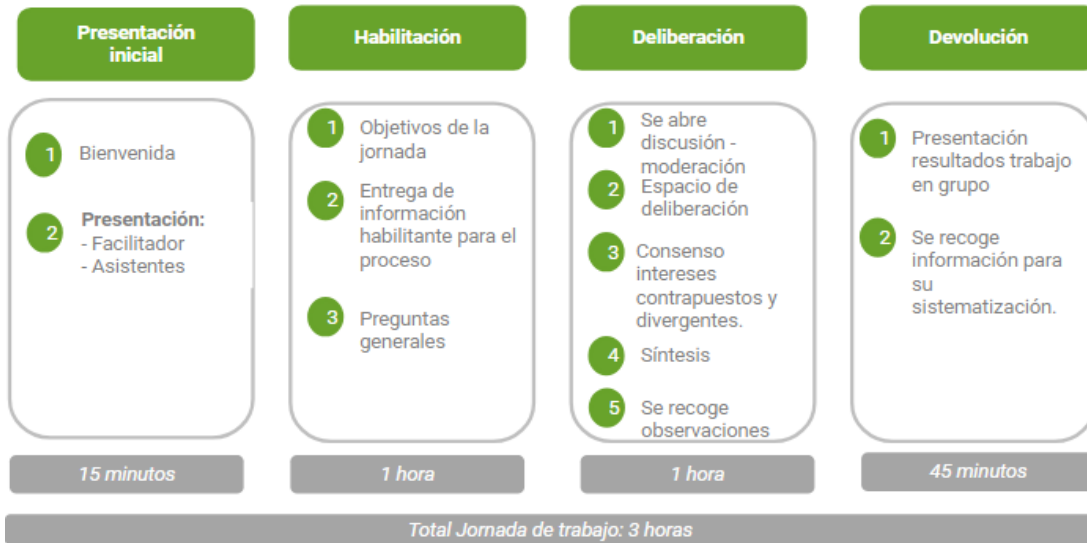 Presentación
inicial
1 Bienvenida
2 Presentación:
- Facilitador
- Asistentes
15 minutos
Habilitación
1 Objetivos de la
jornada
2 Entrega de
información
habilitante para el
proceso
3 Preguntas
generales
1 hora
Deliberación
1 Se abre
discusión -
moderación
2 Espacio de
deliberación
3 Consenso
intereses
contrapuestos y
divergentes.
4 Síntesis
5 Se recoge
observaciones
1 hora
Devolución
1 Presentación
resultados trabajo
en grupo
2 Se recoge
información para
su
sistematización.
45 minutos
Total Jornada de trabajo: 3 horas